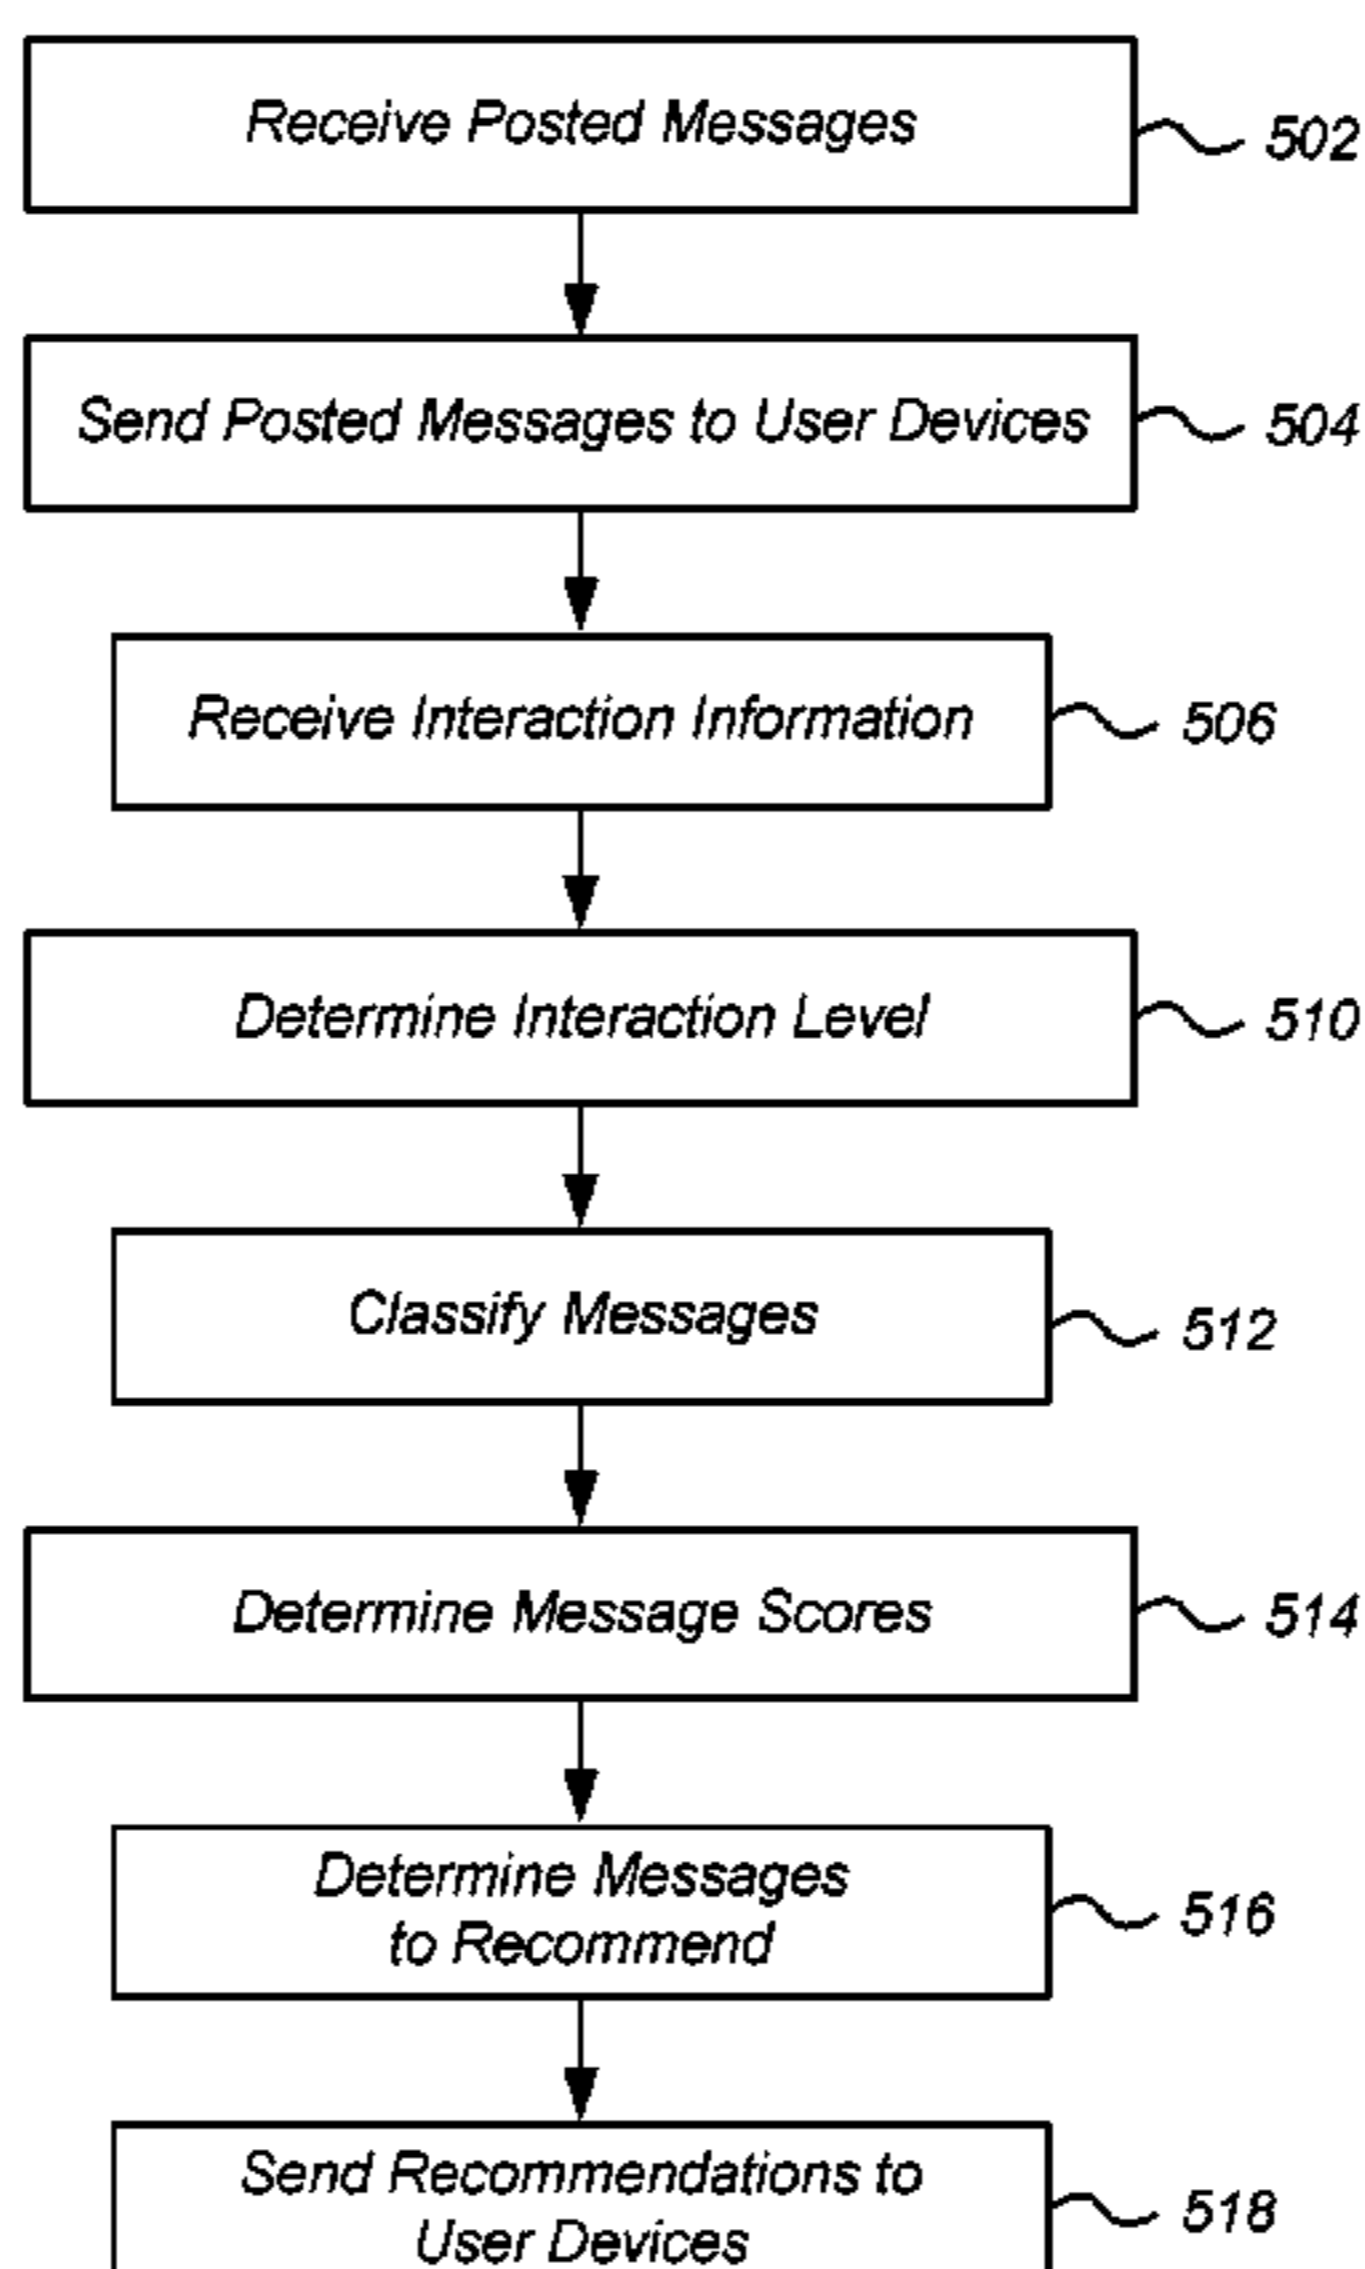 Receive Posted Messages
502
Send Posted Messages to User Devices
504
Receive Interaction Information
506
Determine Interaction Level
510
Classify Messages
512
Determine Message Scores
514
Determine Messages
to Recommend
516
Send Recommendations to
User Devices
518